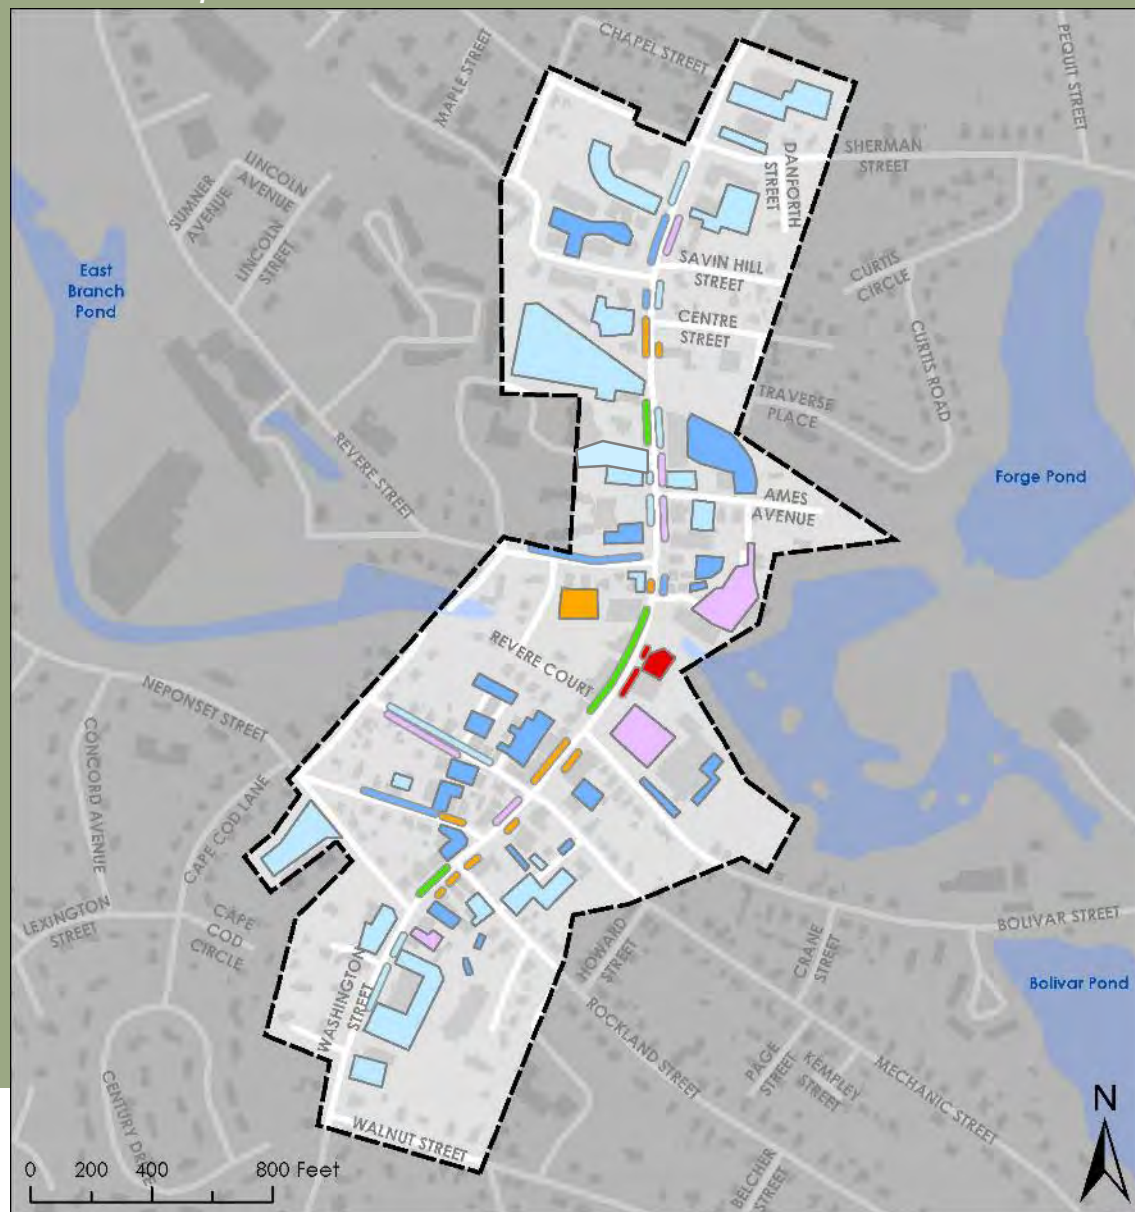 CHAPEL STREET
MAPLE STREET
PEQUIT STREET
SHERMAN
STREET
DANFORTH
STREET
LINCOLN
AVENUE
SUMNER
AVENUE
LINCOLN
STREET
SAVIN HILL
STREET
CURTIS
CIRCLE
East
Branch
Pond
CENTRE
STREET
CURTIS ROAD
TRAVERSE
PLACE
REVERE STREET
Forge Pond
AMES
AVENUE
REVERE COURT
NEPONSET STREET
CONCORD AVENUE
CAPE COD LANE
LEXINGTON
STREET
CAPE
COD
CIRCLE
BOLIVAR STREET
CRANE
STREET
HOWARD
STREET
Bolivar Pond
WASHINGTON
STREET
ROCKLAND STREET
PAGE
STREET
KEMPLEY
STREET
MECHANIC STREET
CENTURY DRIVE
WALNUT STREET
BELCHER
STREET
N
0 200 400 800 Feet